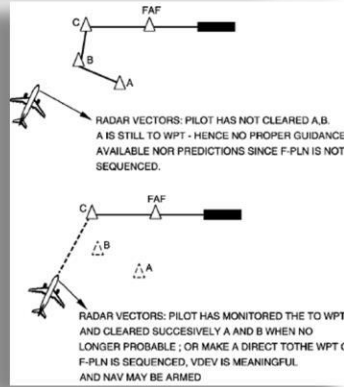 FAF
C
B
A
RADAR VECTORS: PILOT HAS NOT CLEARED A,B.
A IS STILL TO WPT - HENCE NO PROPER GUIDANCE
AVAILABLE NOR PREDICTIONS SINCE F-PLN IS NOT
SEQUENCED.
FAF
C
B
A
RADAR VECTORS: PILOT HAS MONITORED THE TO WPT
AND CLEARED SUCCESIVELY A AND B WHEN NO
LONGER PROBABLE ; OR MAKE A DIRECT TOTHE WPT C
F-PLN IS SEQUENCED, VDEV IS MEANINGFUL
AND NAV MAY BE ARMED